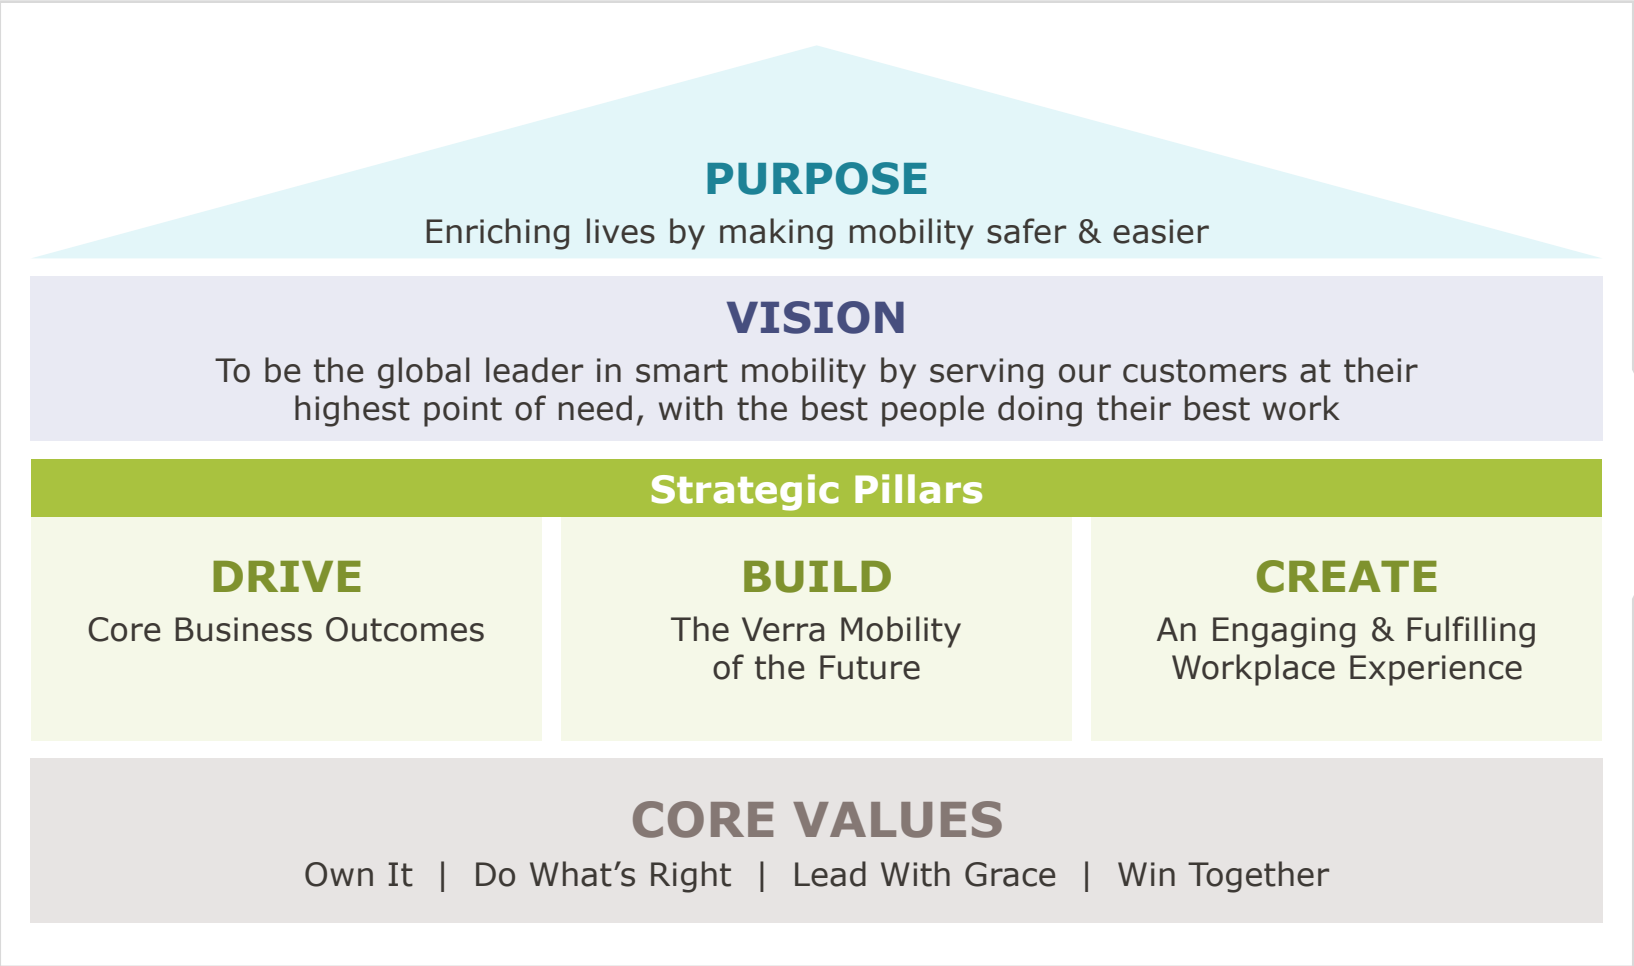 PURPOSE
Enriching lives by making mobility safer & easier
VISION
To be the global leader in smart mobility by serving our customers at their
highest point of need, with the best people doing their best work
Strategic Pillars
DRIVE
Core Business Outcomes
BUILD
The Verra Mobility
of the Future
CREATE
An Engaging & Fulfilling
Workplace Experience
CORE VALUES
Own It | Do What’s Right | Lead With Grace | Win Together